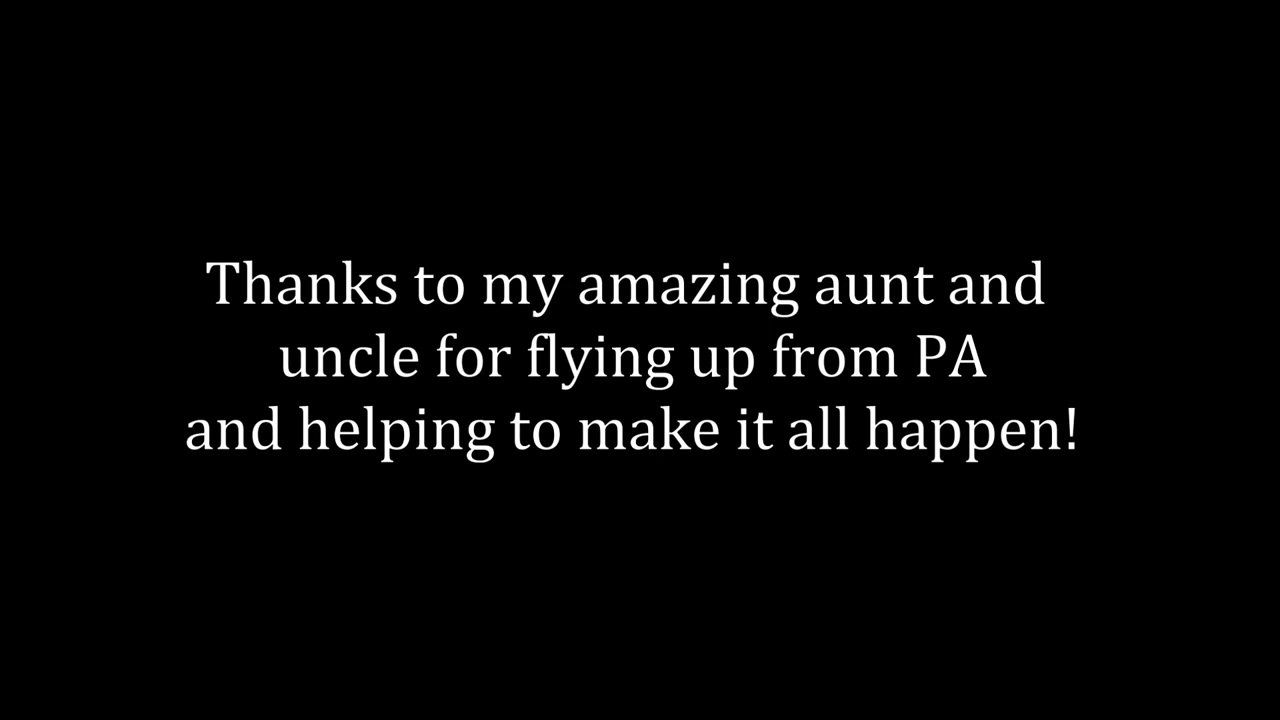 Thanks to my amazing aunt and
uncle for flying up from PA
and helping to make it all happen!